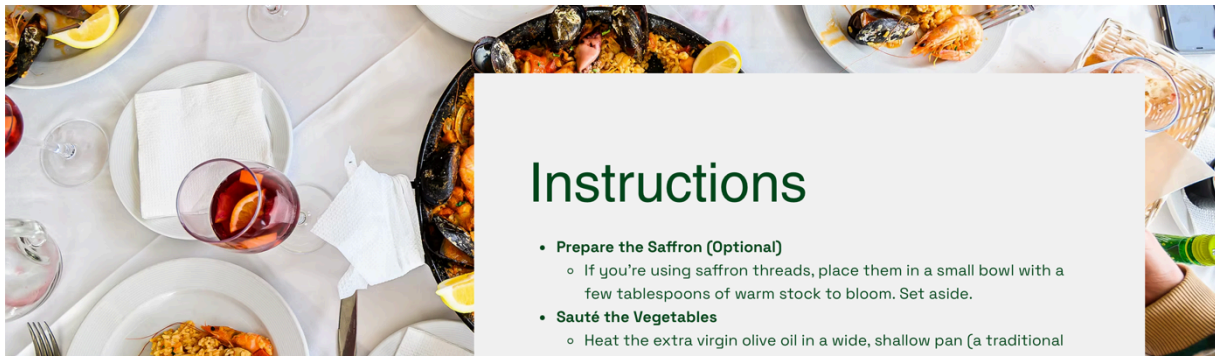 Instructions
• Prepare the Saffron (Optional)
◦ If you're using saffron threads, place them in a small bowl with a
few tablespoons of warm stock to bloom. Set aside.
• Sauté the Vegetables
◦ Heat the extra virgin olive oil in a wide, shallow pan (a traditional